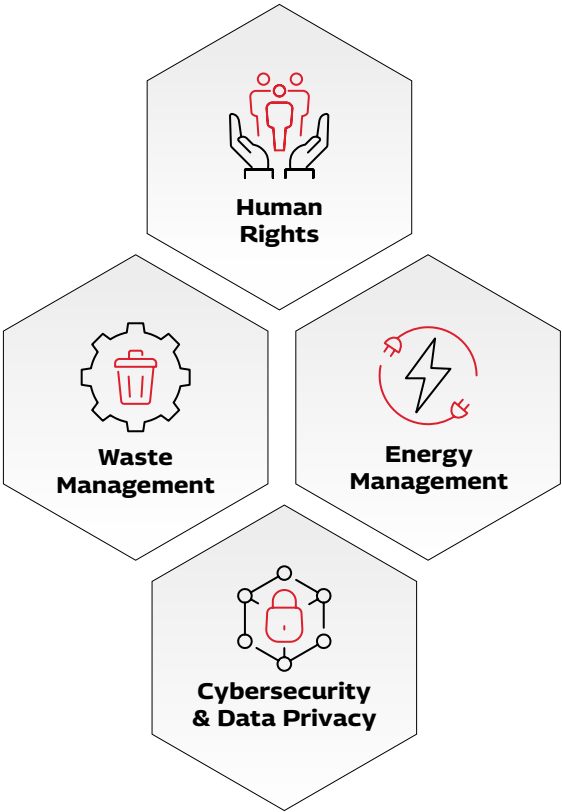 Human
Rights
Waste
Management
Energy
Management
Cybersecurity
& Data Privacy